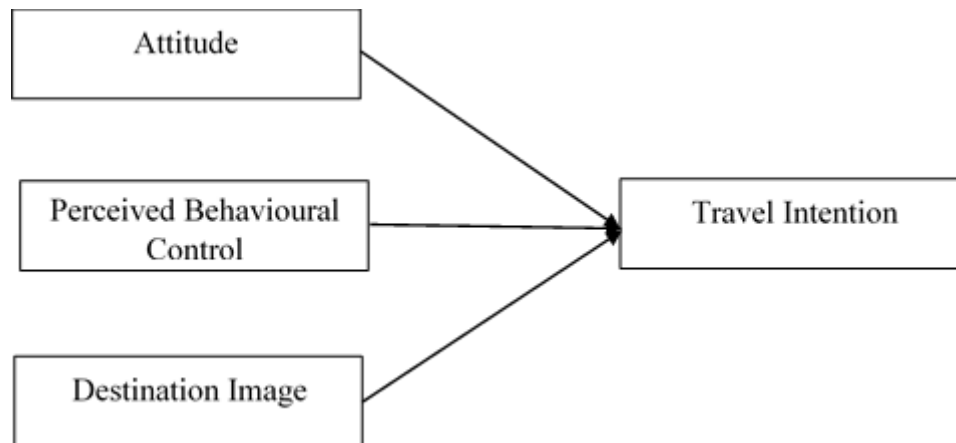 Attitude
Perceived Behavioural
Control
Travel Intention
Destination Image